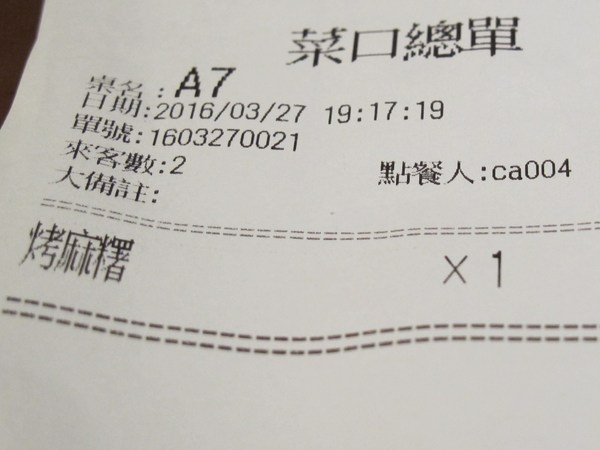 菜口總單
桌名:A7
日期:2016/03/27 19:17:19
單號:1603270021
來客數:2 點餐人:ca004
大備註:
烤麻糬 X 1